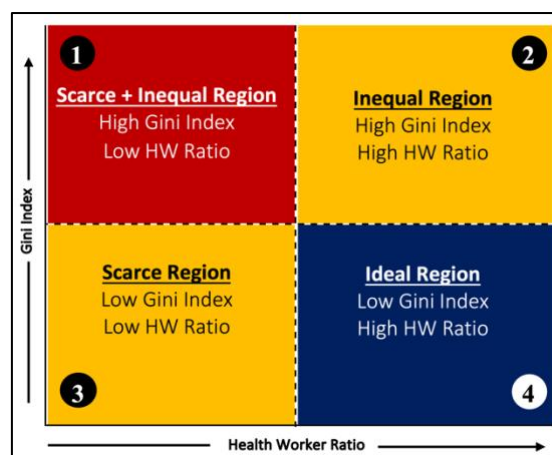 1
Scarce + Inequal Region
High Gini Index
Low HW Ratio
2
Inequal Region
High Gini Index
High HW Ratio
Gini Index
Scarce Region
Low Gini Index
Low HW Ratio
3
Ideal Region
Low Gini Index
High HW Ratio
4
Health Worker Ratio